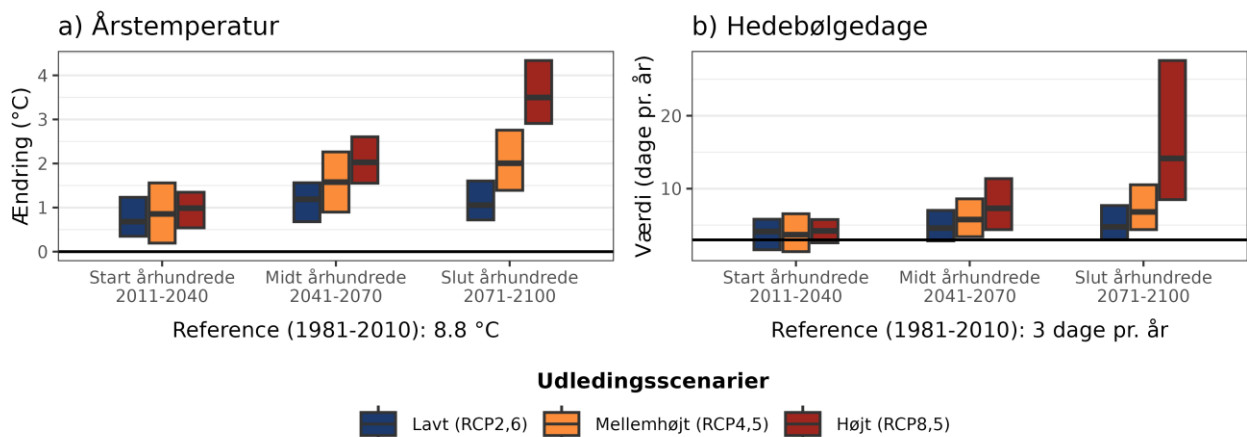 a) Årstemperatur
Ændring (°C)
4
3
2
1
0
Start århundrede
2011-2040
Midt århundrede
2041-2070
Slut århundrede
2071-2100
Reference (1981-2010): 8.8 °C
b) Hedebølgedage
Værdi (dage pr. år)
20
10
Start århundrede
2011-2040
Midt århundrede
2041-2070
Slut århundrede
2071-2100
Reference (1981-2010): 3 dage pr. år
Udledingsscenarier
Lavt (RCP2,6)
Mellemhøjt (RCP4,5)
Højt (RCP8,5)